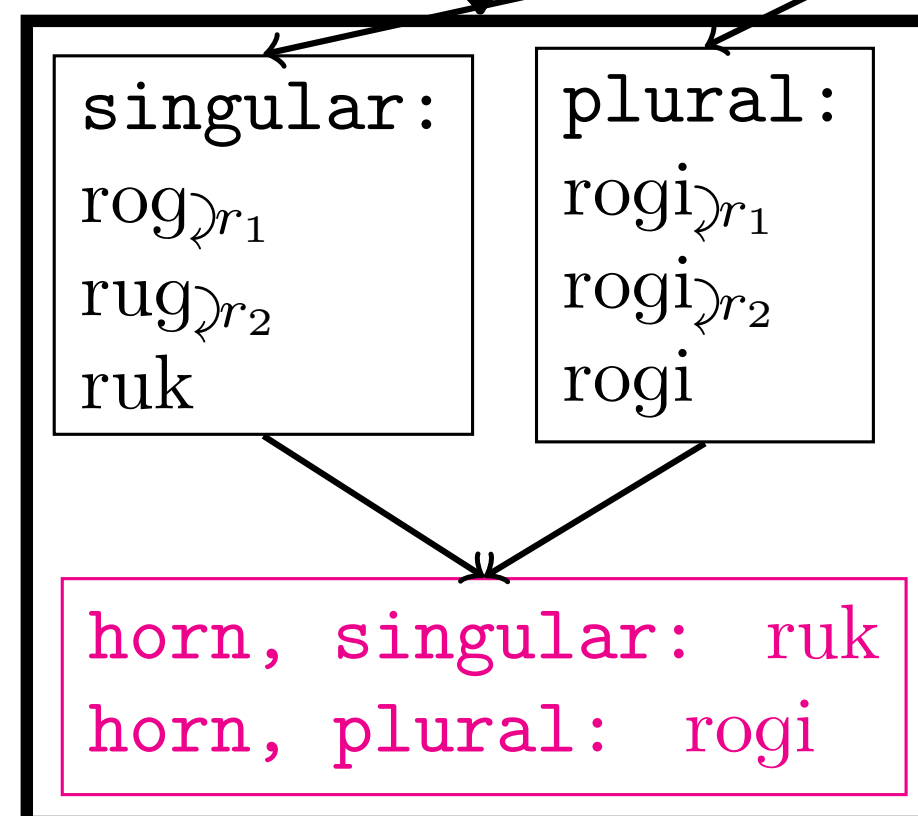 singular:
rog r₁
rug r₂
ruk
plural:
rogi r₁
rogi r₂
rogi
horn, singular: ruk
horn, plural: rogi